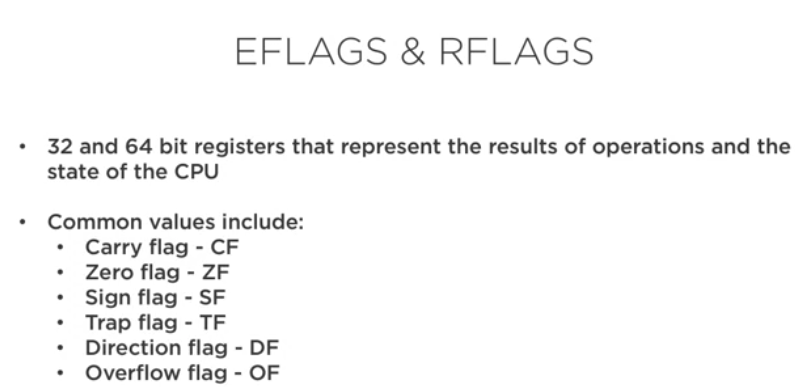 EFLAGS & RFLAGS
• 32 and 64 bit registers that represent the results of operations and the
state of the CPU
• Common values include:
• Carry flag - CF
• Zero flag - ZF
• Sign flag - SF
• Trap flag - TF
• Direction flag - DF
• Overflow flag - OF